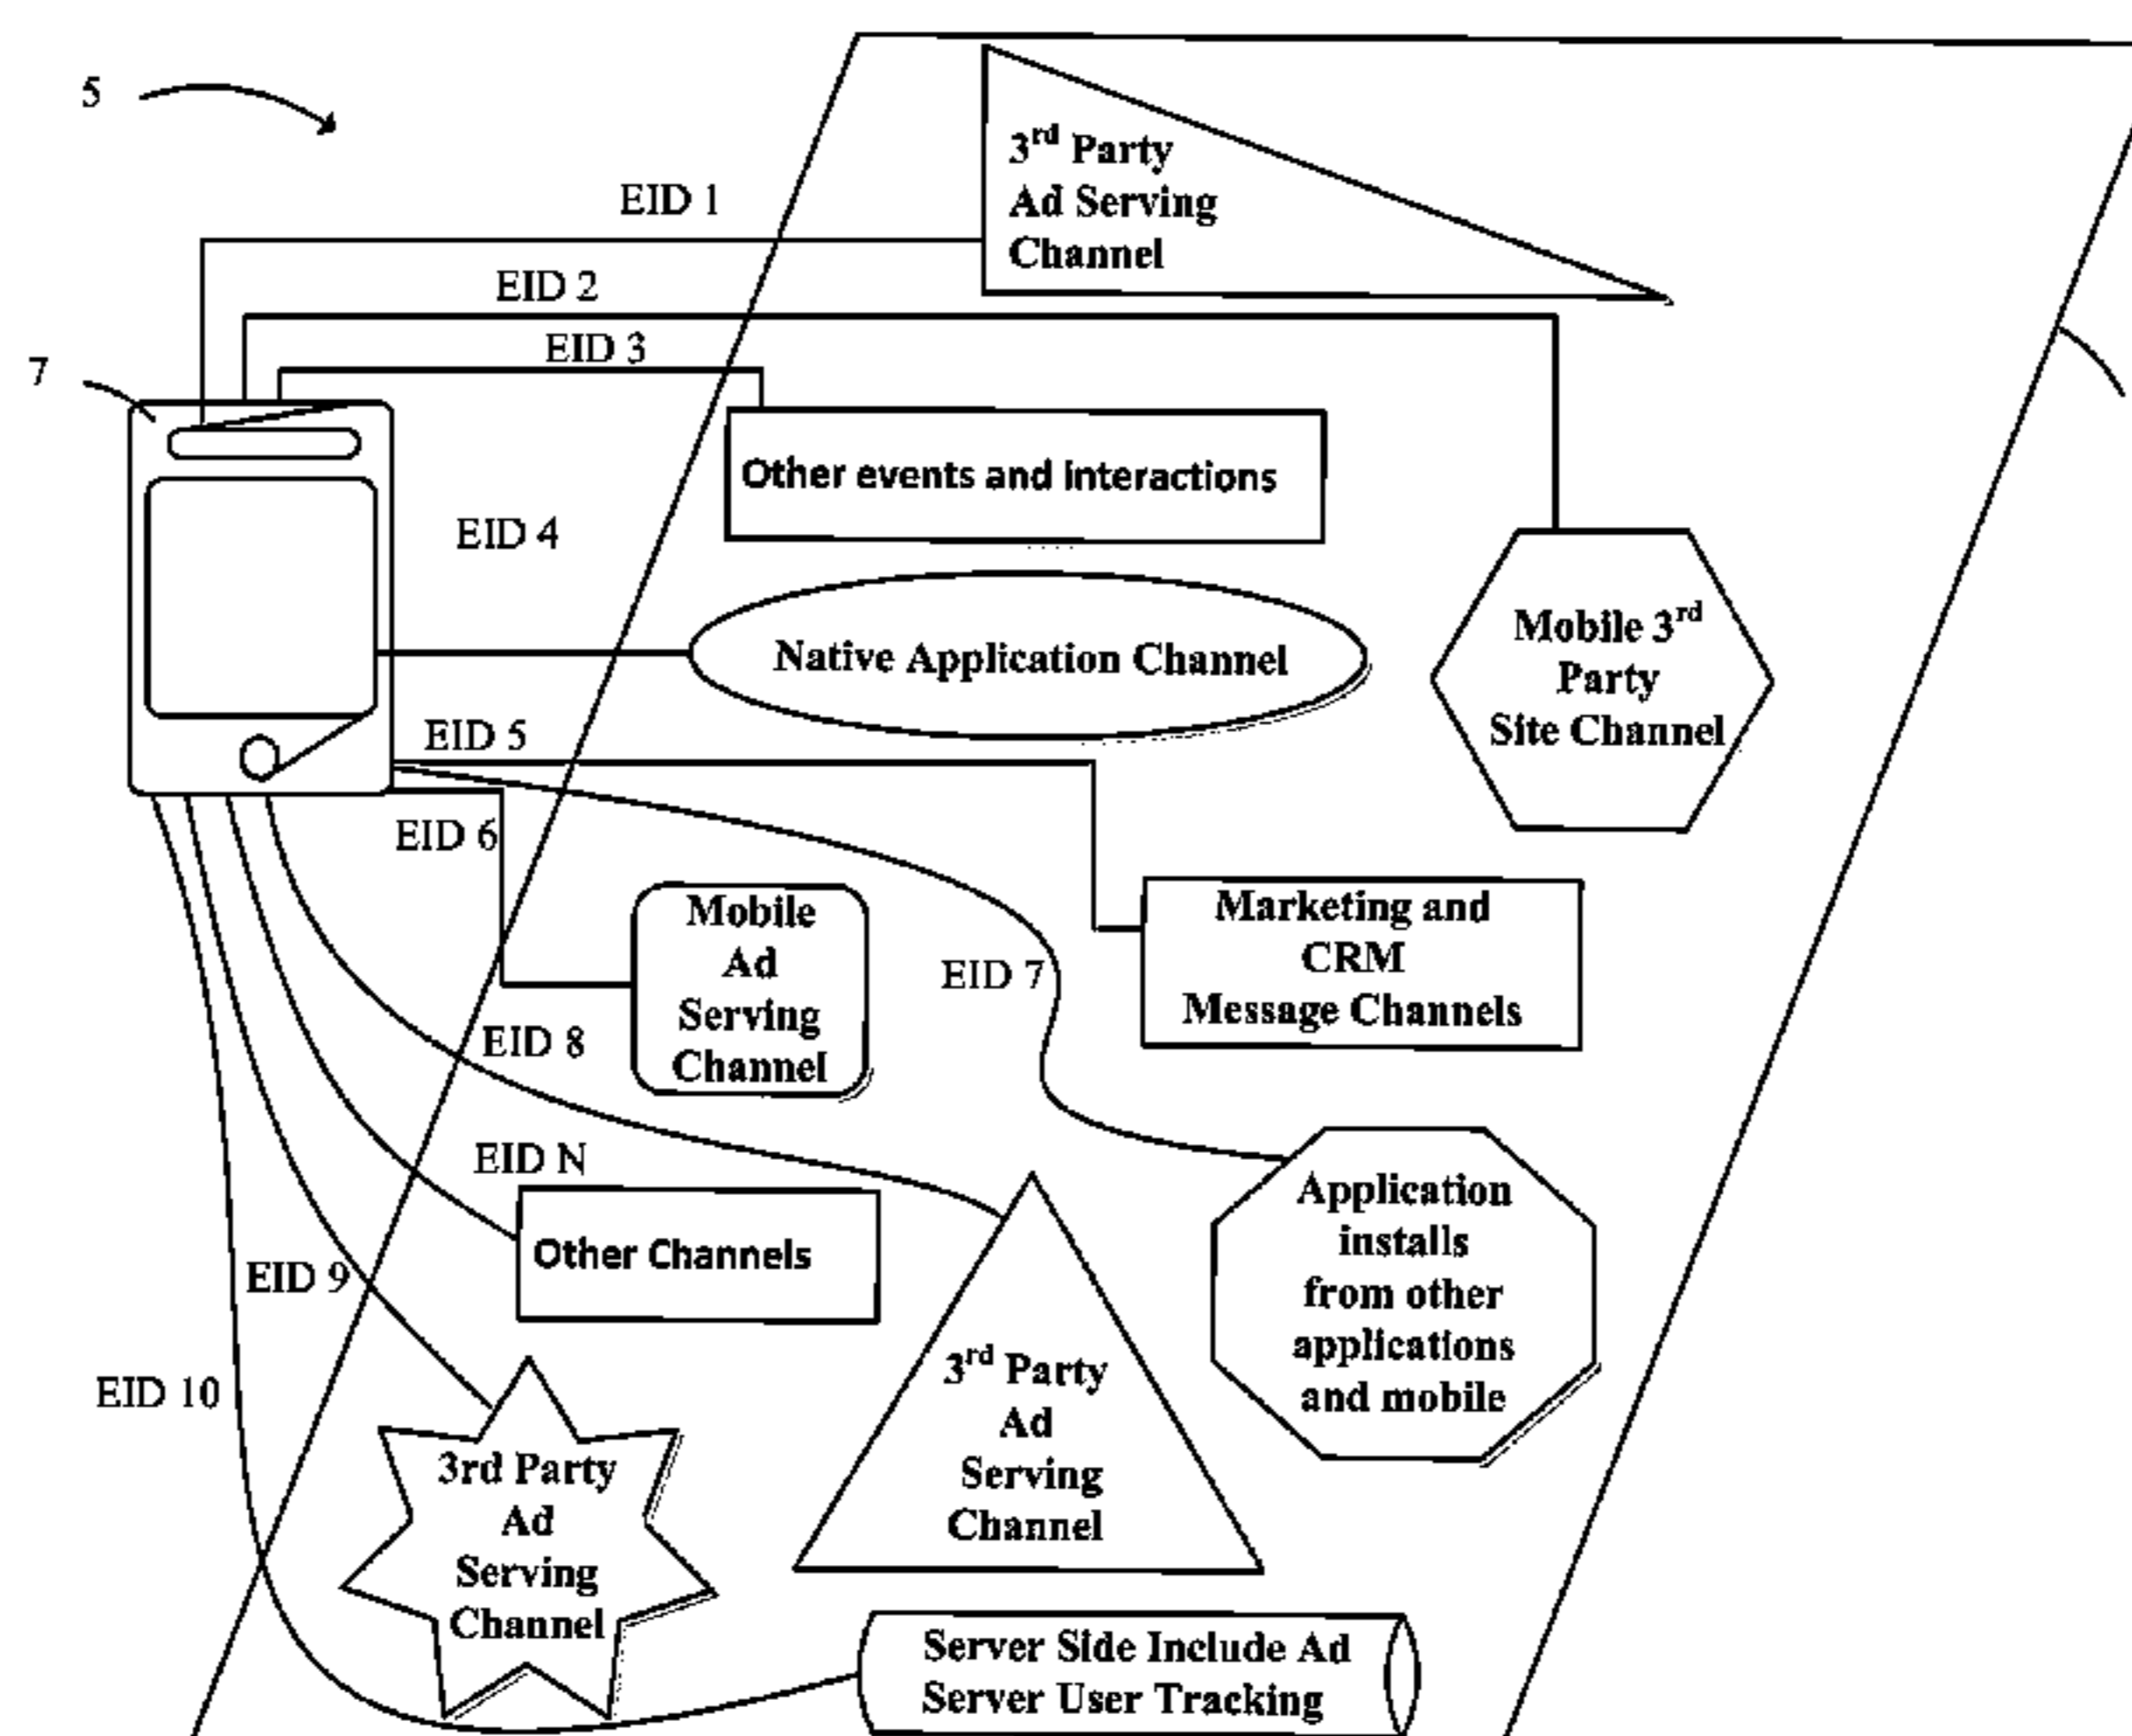 5
3rd Party
Ad Serving
Channel
EID 1
EID 2
EID 3
7
Other events and interactions
EID 4
Native Application Channel
Mobile 3rd
Party
Site Channel
EID 5
EID 6
Mobile
Ad
Serving
Channel
EID 7
Marketing and
CRM
Message Channels
EID 8
EID N
Other Channels
Application
installs
from other
applications
and mobile
EID 9
EID 10
3rd Party
Ad
Serving
Channel
3rd Party
Ad
Serving
Channel
Server Side Include Ad
Server User Tracking